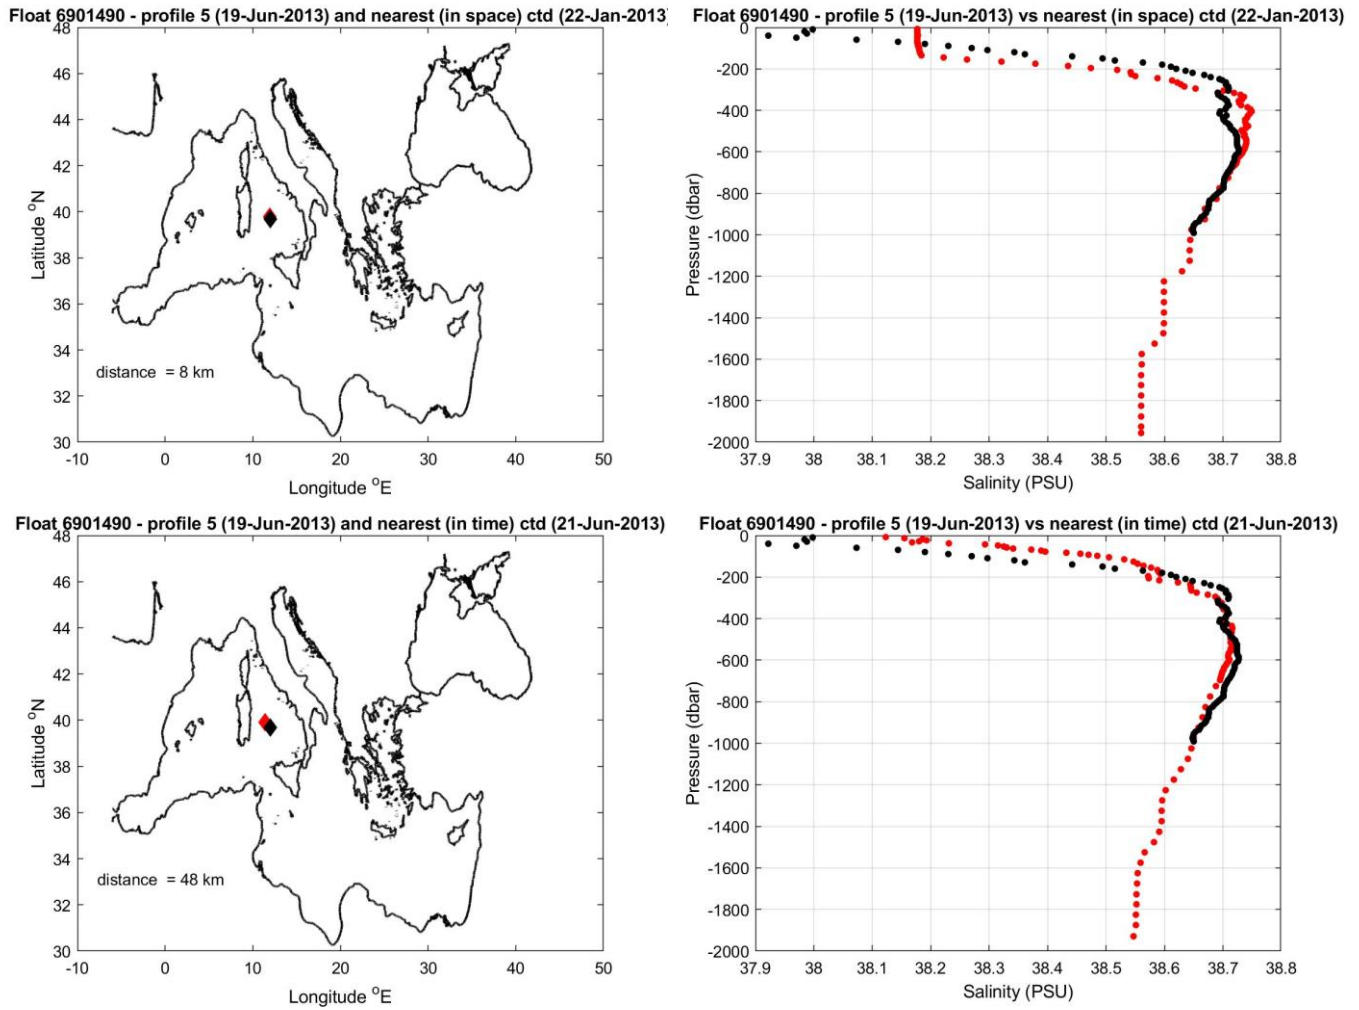 Float 6901490 - profile 5 (19-Jun-2013) and nearest (in space) ctd (22-Jan-2013)
48
46
44
42
40
38
36
34
32
30
Latitude °N
distance = 8 km
-10 0 10 20 30 40 50
Longitude °E
Float 6901490 - profile 5 (19-Jun-2013) vs nearest (in space) ctd (22-Jan-2013)
0
-200
-400
-600
-800
-1000
-1200
-1400
-1600
-1800
-2000
Pressure (dbar)
37.9 38 38.1 38.2 38.3 38.4 38.5 38.6 38.7 38.8
Salinity (PSU)
Float 6901490 - profile 5 (19-Jun-2013) and nearest (in time) ctd (21-Jun-2013)
48
46
44
42
40
38
36
34
32
30
Latitude °N
distance = 48 km
-10 0 10 20 30 40 50
Longitude °E
Float 6901490 - profile 5 (19-Jun-2013) vs nearest (in time) ctd (21-Jun-2013)
0
-200
-400
-600
-800
-1000
-1200
-1400
-1600
-1800
-2000
Pressure (dbar)
37.9 38 38.1 38.2 38.3 38.4 38.5 38.6 38.7 38.8
Salinity (PSU)